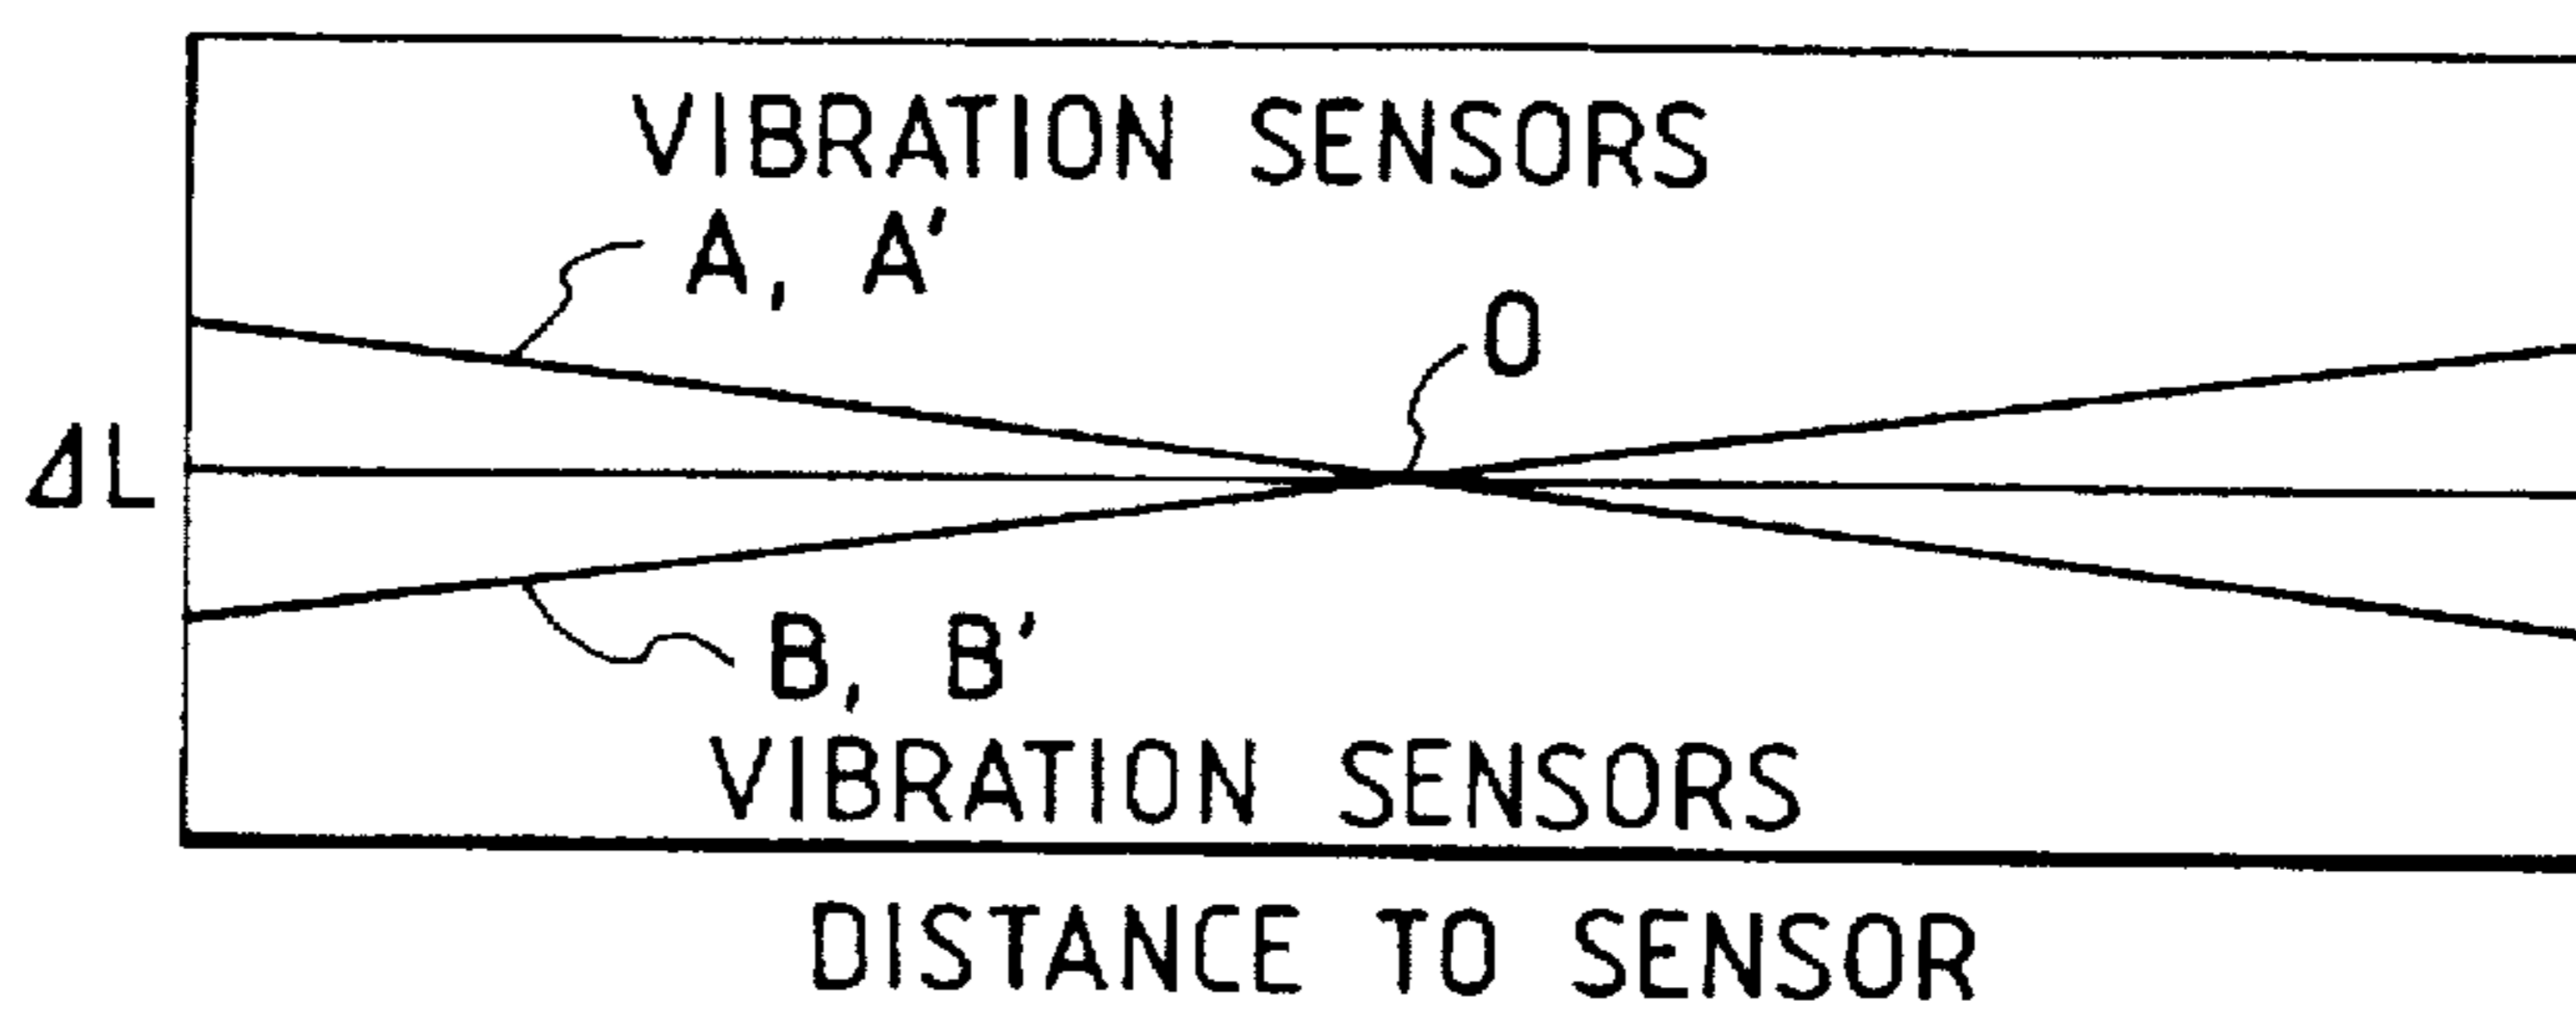 VIBRATION SENSORS
A, A'
O
ΔL
B, B'
VIBRATION SENSORS
DISTANCE TO SENSOR